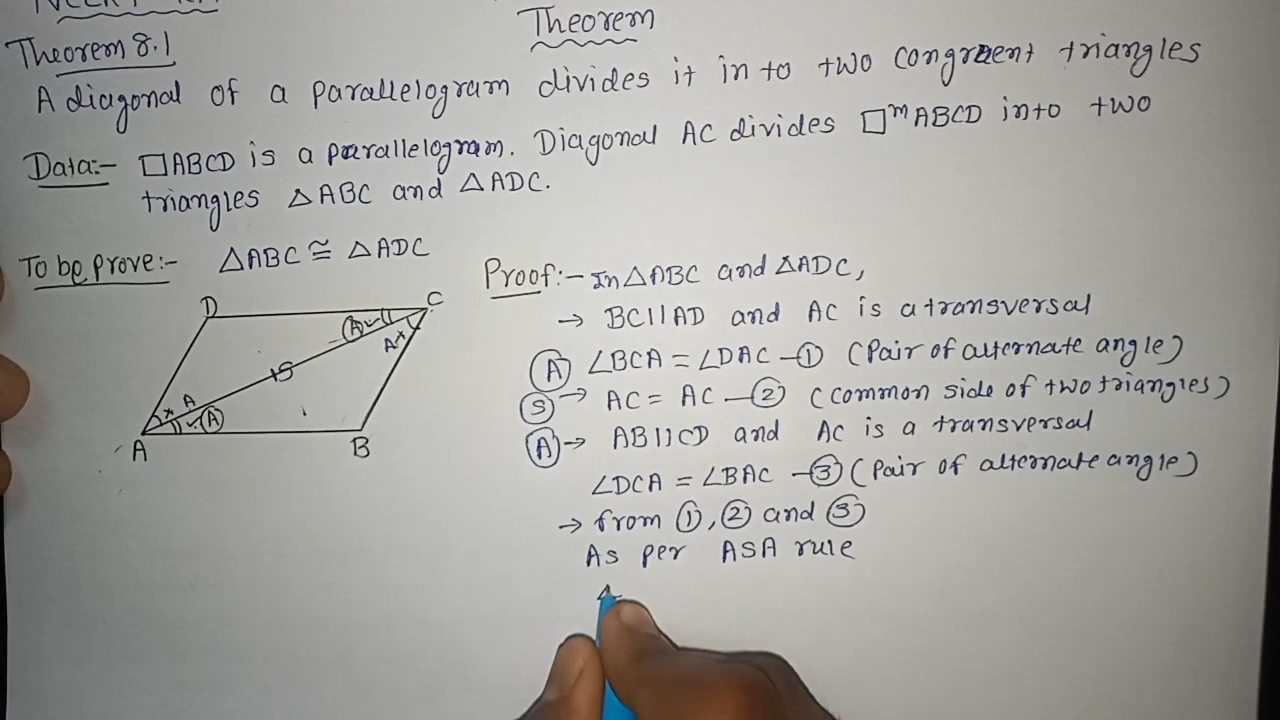 Theorem
Theorem 8.1
A diagonal of a parallelogram divides it in to two congruent triangles
Data:- □ABCD is a parallelogram. Diagonal AC divides □ᵐABCD into two
triangles △ABC and △ADC.
To be prove:- △ABC ≅ △ADC
D
C
A
A
S
A
A
A
B
Proof:- In △ABC and △ADC,
→ BC||AD and AC is a transversal
A ∠BCA = ∠DAC —① (Pair of alternate angle)
S → AC = AC —② (common side of two triangles)
A → AB||CD and AC is a transversal
∠DCA = ∠BAC —③ (Pair of alternate angle)
→ from ①, ② and ③
As per ASA rule